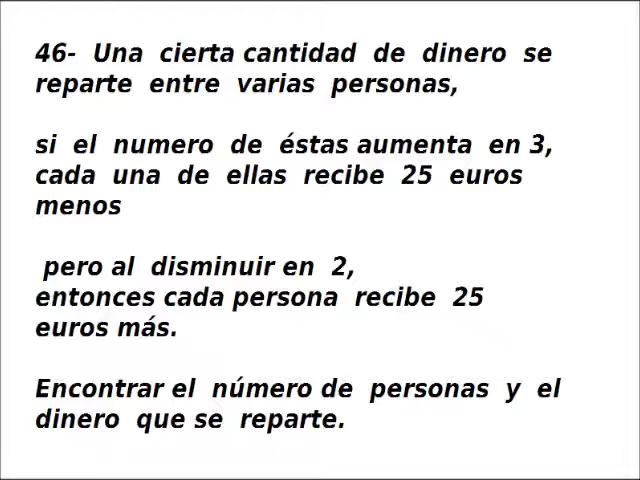 46- Una cierta cantidad de dinero se
reparte entre varias personas,
si el numero de éstas aumenta en 3,
cada una de ellas recibe 25 euros
menos
pero al disminuir en 2,
entonces cada persona recibe 25
euros más.
Encontrar el número de personas y el
dinero que se reparte.